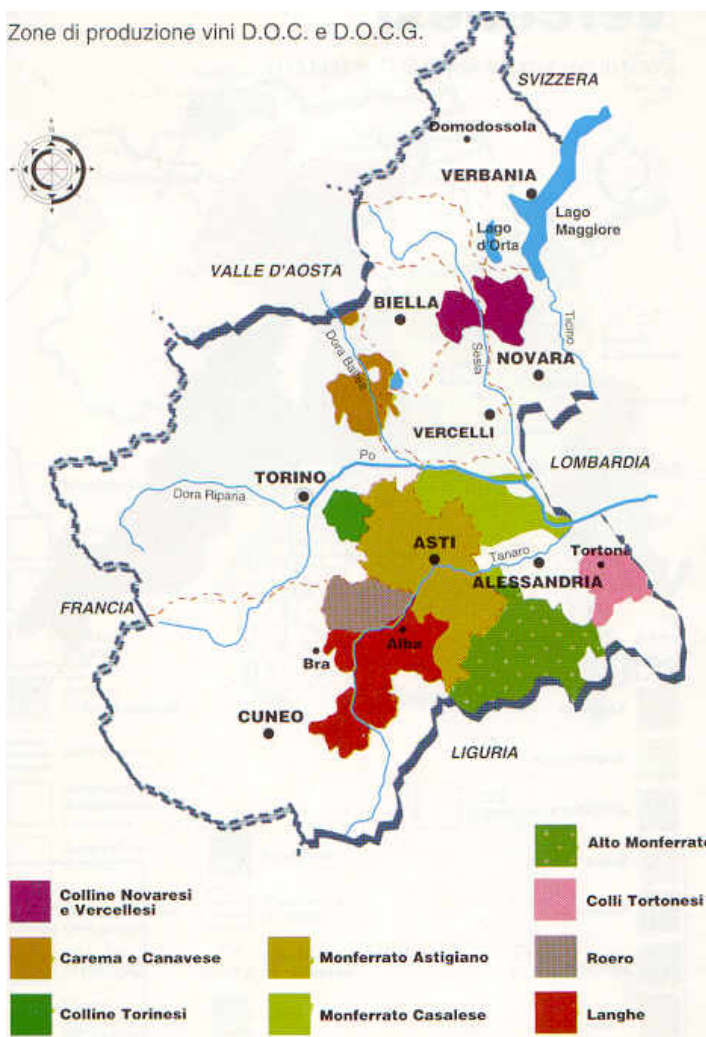 Zone di produzione vini D.O.C. e D.O.C.G.
SVIZZERA
Domodossola
VERBANIA
Lago
Maggiore
Lago
d'Orta
VALLE D'AOSTA
BIELLA
Ticino
Dora Baltea
Sesia
NOVARA
VERCELLI
Po
LOMBARDIA
TORINO
Dora Riparia
ASTI
Tanaro
Tortona
ALESSANDRIA
FRANCIA
Alba
Bra
CUNEO
LIGURIA
Alto Monferrato
Colline Novaresi
e Vercellesi
Colli Tortonesi
Carema e Canavese
Monferrato Astigiano
Roero
Colline Torinesi
Monferrato Casalese
Langhe